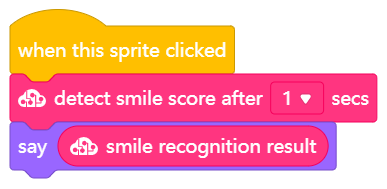 when this sprite clicked
detect smile score after 1 secs
say smile recognition result